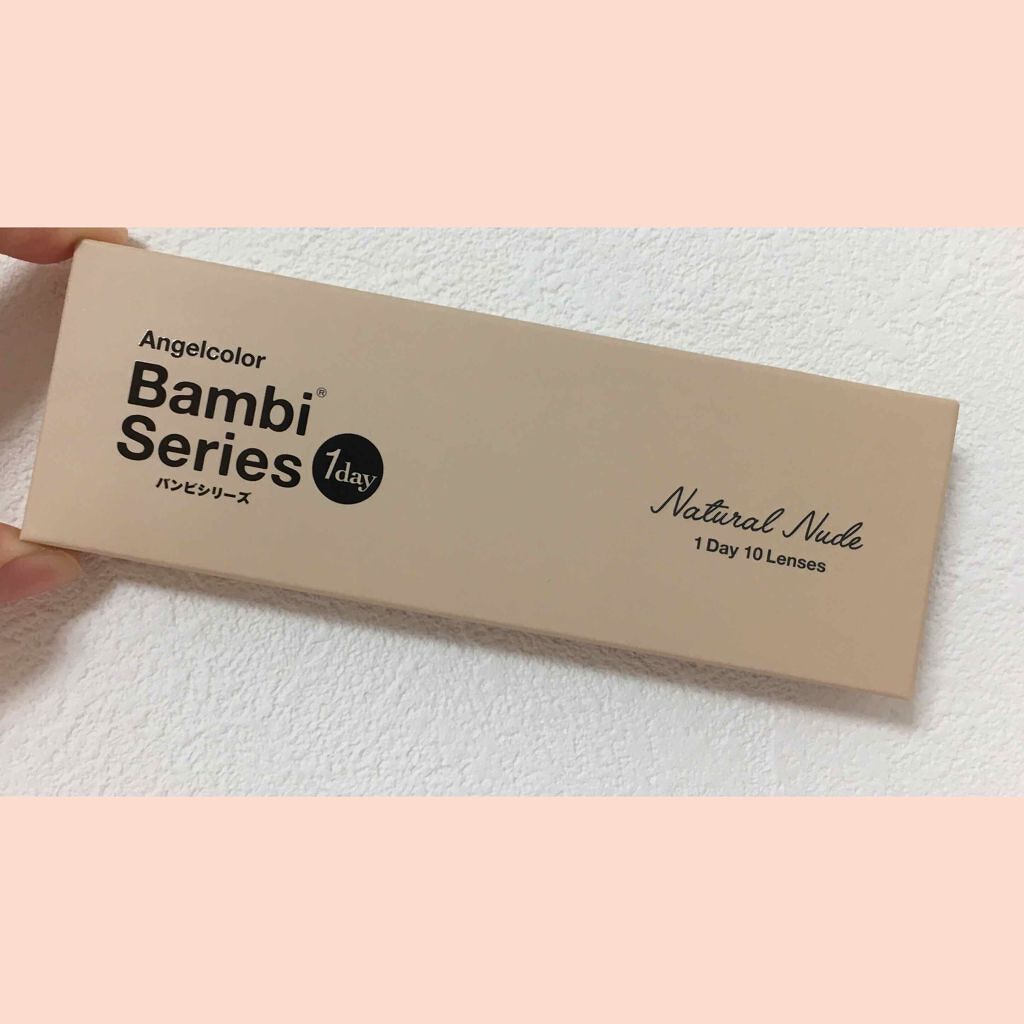 Angelcolor
Bambi®
Series 1day
バンビシリーズ
Natural Nude
1 Day 10 Lenses